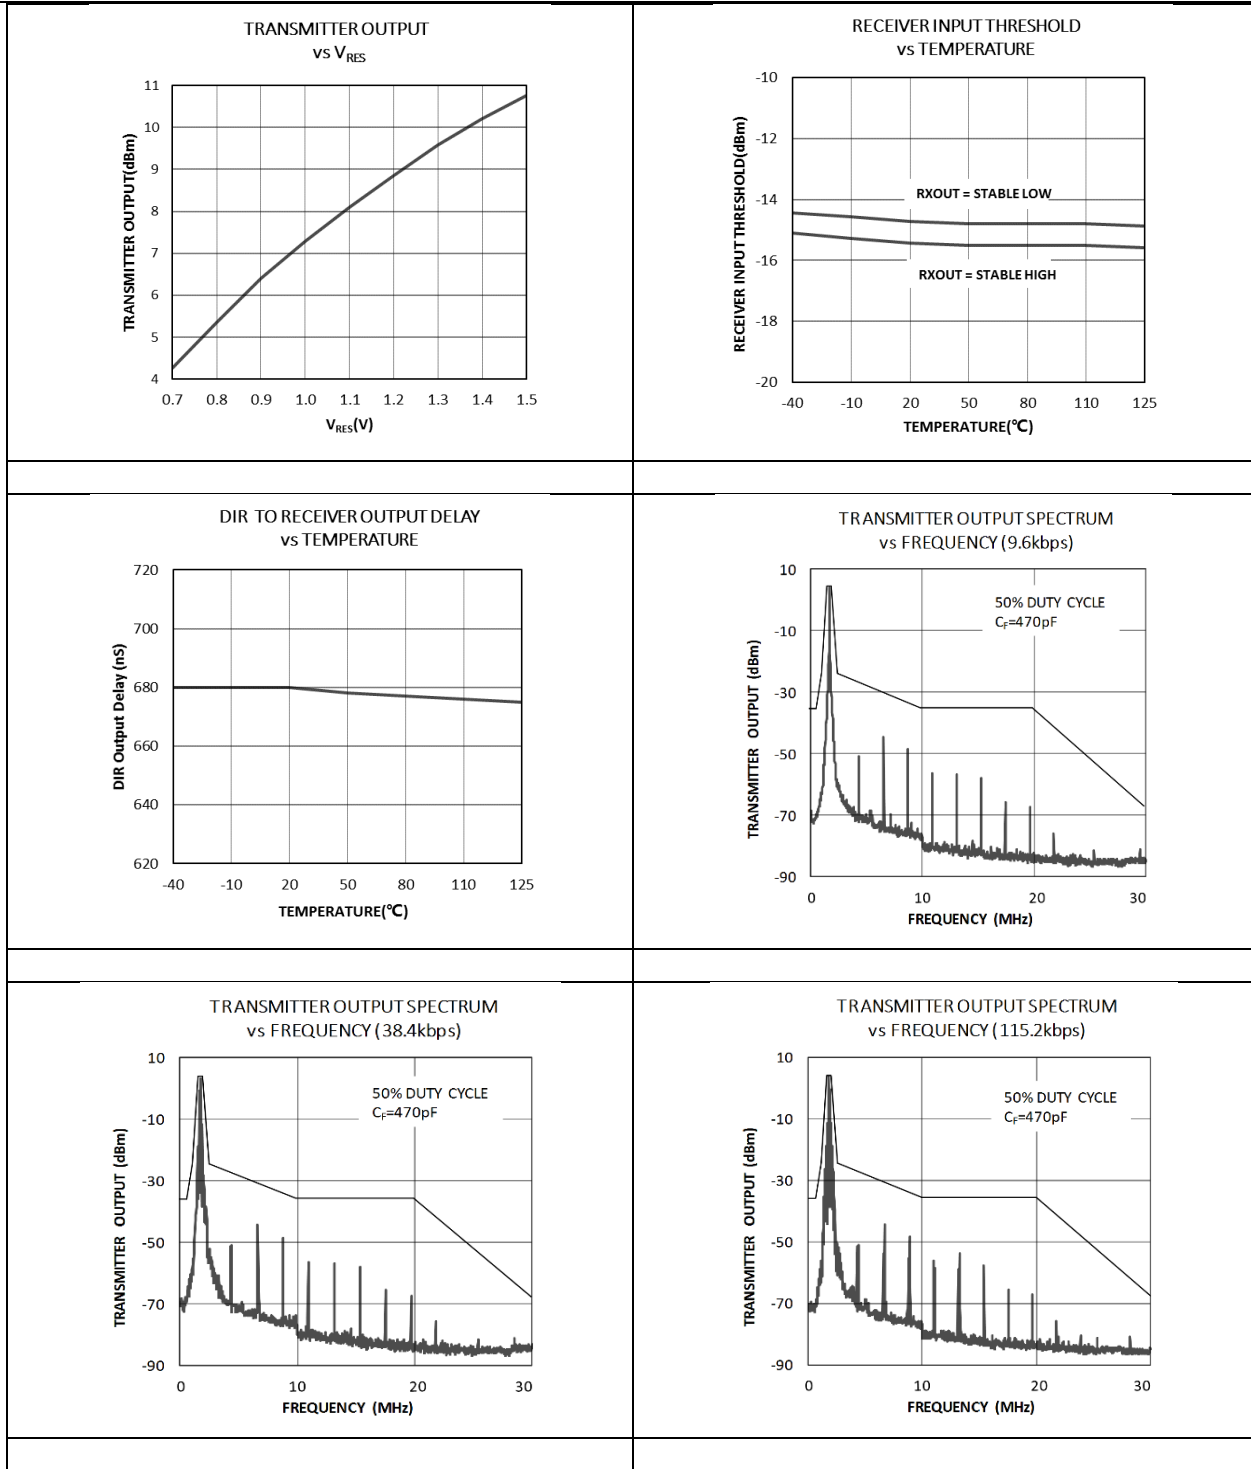 TRANSMITTER OUTPUT
vs VRES
11
10
9
8
7
6
5
4
TRANSMITTER OUTPUT(dBm)
0.7 0.8 0.9 1.0 1.1 1.2 1.3 1.4 1.5
VRES(V)
RECEIVER INPUT THRESHOLD
vs TEMPERATURE
-10
-12
-14
-16
-18
-20
RECEIVER INPUT THRESHOLD(dBm)
RXOUT = STABLE LOW
RXOUT = STABLE HIGH
-40 -10 20 50 80 110 125
TEMPERATURE(℃)
DIR TO RECEIVER OUTPUT DELAY
vs TEMPERATURE
720
700
680
660
640
620
DIR Output Delay (nS)
-40 -10 20 50 80 110 125
TEMPERATURE(℃)
TRANSMITTER OUTPUT SPECTRUM
vs FREQUENCY (9.6kbps)
10
-10
-30
-50
-70
-90
TRANSMITTER OUTPUT (dBm)
50% DUTY CYCLE
CF=470pF
0 10 20 30
FREQUENCY (MHz)
TRANSMITTER OUTPUT SPECTRUM
vs FREQUENCY (38.4kbps)
10
-10
-30
-50
-70
-90
TRANSMITTER OUTPUT (dBm)
50% DUTY CYCLE
CF=470pF
0 10 20 30
FREQUENCY (MHz)
TRANSMITTER OUTPUT SPECTRUM
vs FREQUENCY (115.2kbps)
10
-10
-30
-50
-70
-90
TRANSMITTER OUTPUT (dBm)
50% DUTY CYCLE
CF=470pF
0 10 20 30
FREQUENCY (MHz)